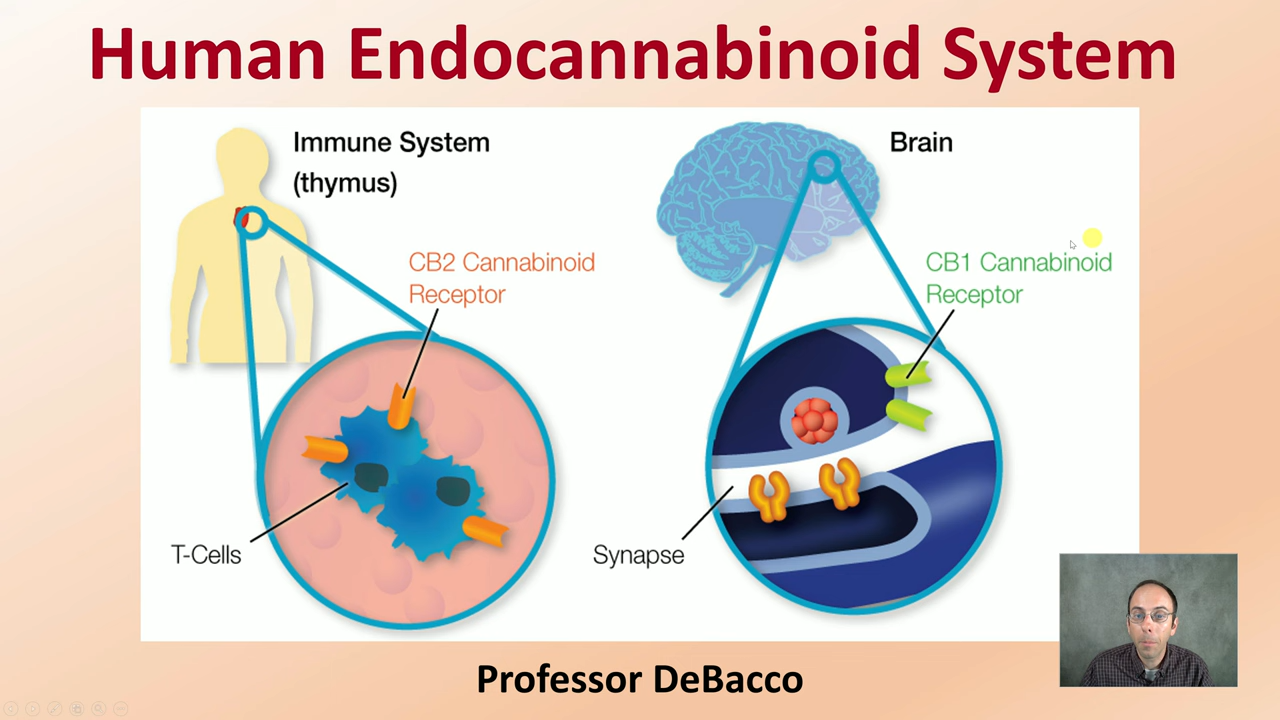 Human Endocannabinoid System
Immune System
(thymus)
CB2 Cannabinoid
Receptor
T-Cells
Brain
CB1 Cannabinoid
Receptor
Synapse
Professor DeBacco